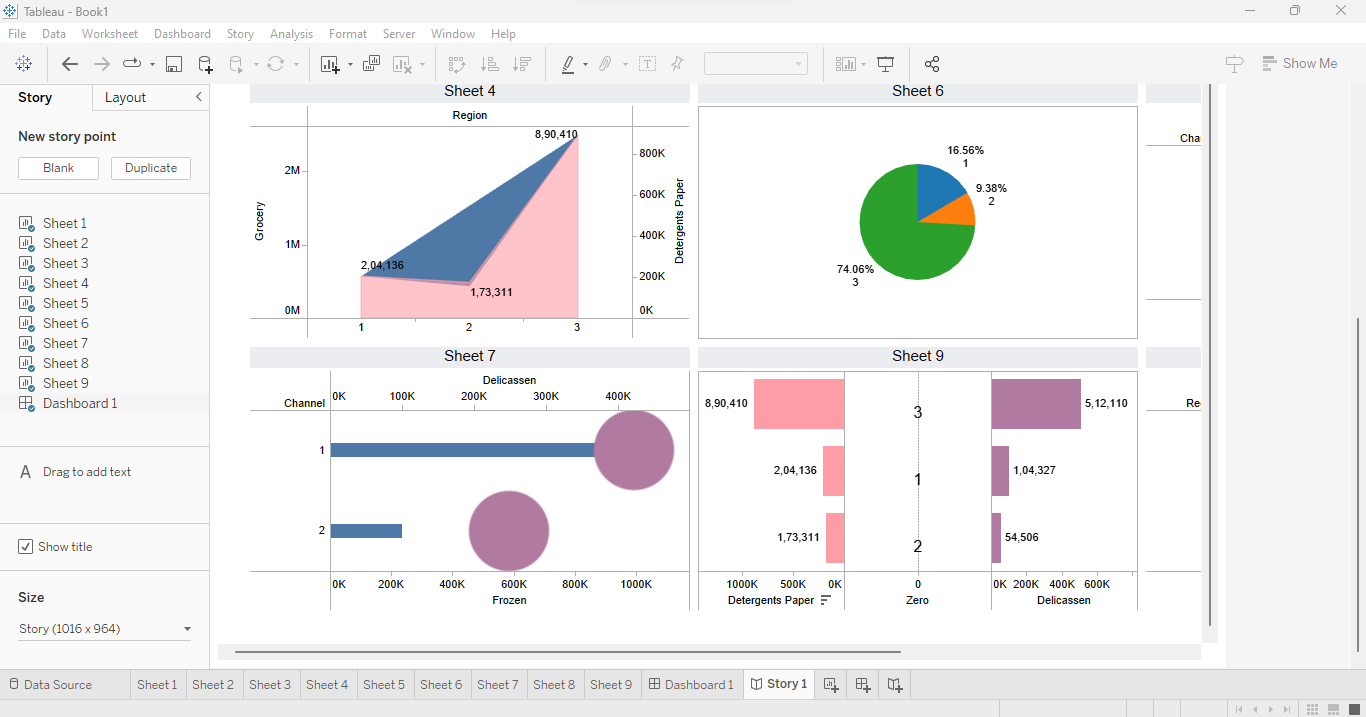 Tableau - Book1
File Data Worksheet Dashboard Story Analysis Format Server Window Help
Show Me
Story Layout
New story point
Blank Duplicate
Sheet 1
Sheet 2
Sheet 3
Sheet 4
Sheet 5
Sheet 6
Sheet 7
Sheet 8
Sheet 9
Dashboard 1
A Drag to add text
Show title
Size
Story (1016 x 964)
Sheet 4
Region
8,90,410
2M
1M
0M
Grocery
2,04,136
1,73,311
800K
600K
400K
200K
0K
Detergents Paper
1 2 3
Sheet 6
16.56%
1
9.38%
2
74.06%
3
Cha
Sheet 7
Delicassen
Channel 0K 100K 200K 300K 400K
1
2
0K 200K 400K 600K 800K 1000K
Frozen
Sheet 9
8,90,410 3 5,12,110
2,04,136 1 1,04,327
1,73,311 2 54,506
1000K 500K 0K 0 0K 200K 400K 600K
Detergents Paper Zero Delicassen
Re
Data Source Sheet 1 Sheet 2 Sheet 3 Sheet 4 Sheet 5 Sheet 6 Sheet 7 Sheet 8 Sheet 9 Dashboard 1 Story 1